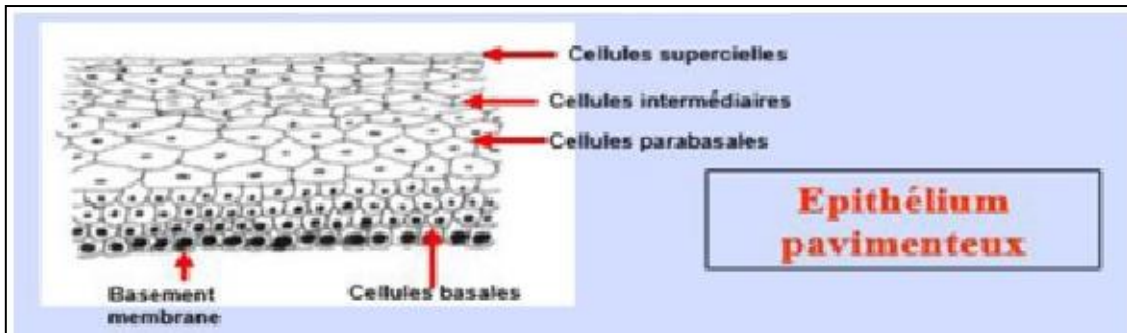 Cellules supercielles
Cellules intermédiaires
Cellules parabasales
Epithélium
pavimenteux
Basement
membrane
Cellules basales